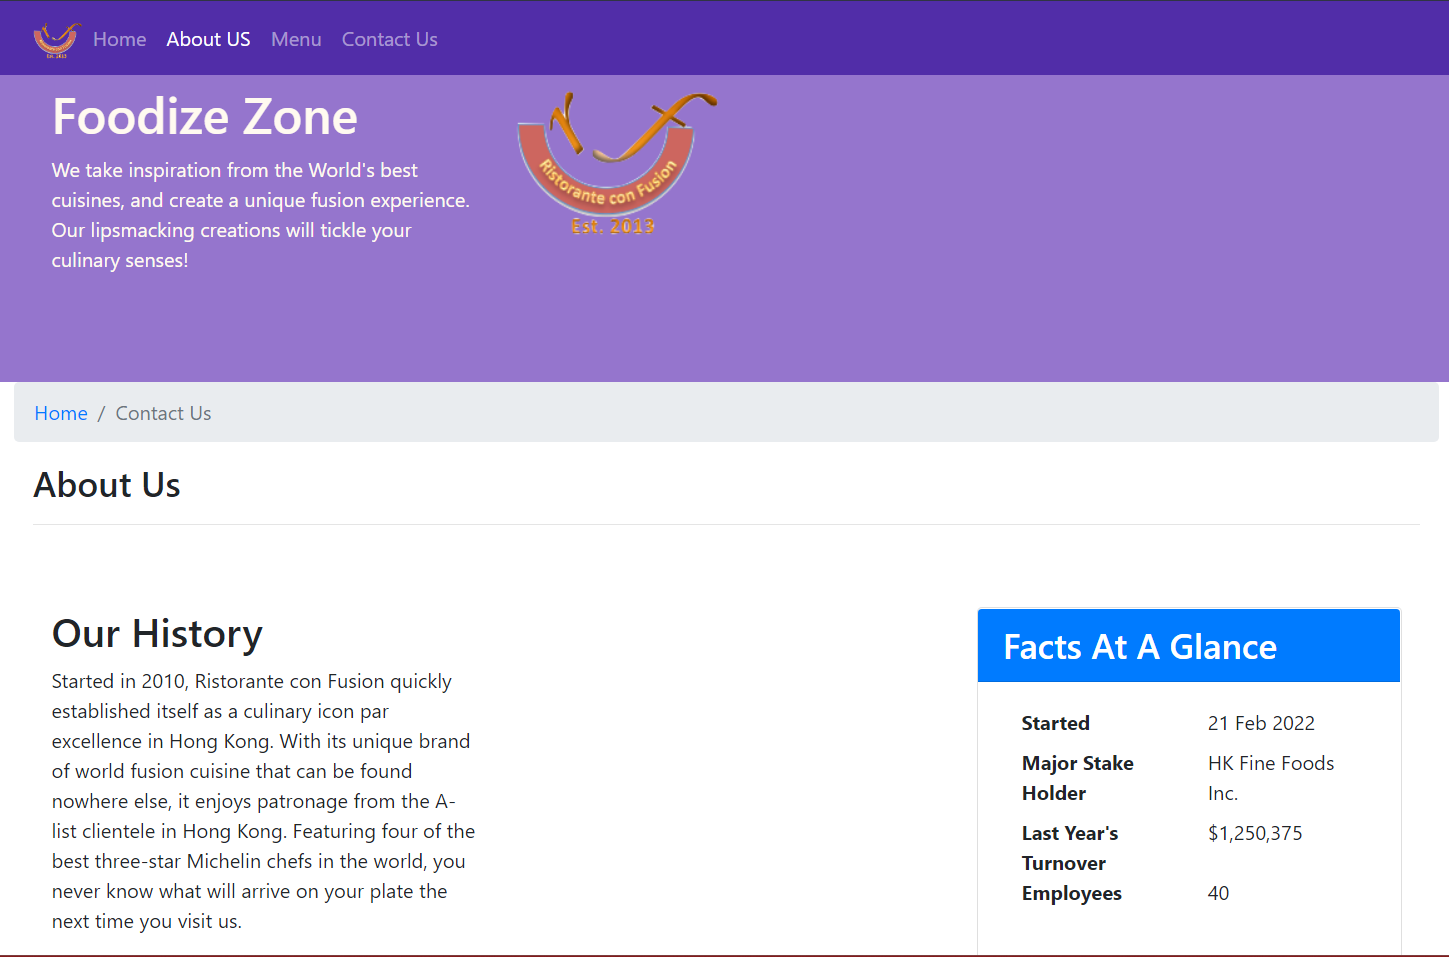 Home About US Menu Contact Us
Foodize Zone
We take inspiration from the World's best
cuisines, and create a unique fusion experience.
Our lipsmacking creations will tickle your
culinary senses!
Ristorante con Fusion
Est. 2013
Home / Contact Us
About Us
Our History
Started in 2010, Ristorante con Fusion quickly
established itself as a culinary icon par
excellence in Hong Kong. With its unique brand
of world fusion cuisine that can be found
nowhere else, it enjoys patronage from the A-
list clientele in Hong Kong. Featuring four of the
best three-star Michelin chefs in the world, you
never know what will arrive on your plate the
next time you visit us.
Facts At A Glance
Started 21 Feb 2022
Major Stake HK Fine Foods
Holder Inc.
Last Year's $1,250,375
Turnover
Employees 40